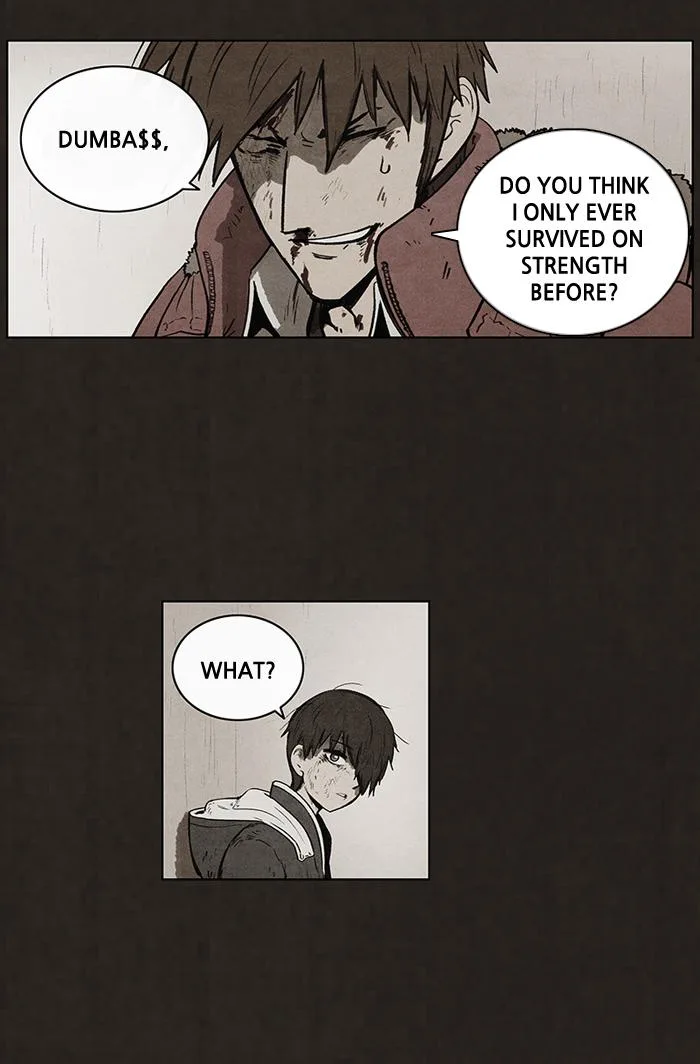 DUMBA$$,
DO YOU THINK
I ONLY EVER
SURVIVED ON
STRENGTH
BEFORE?
WHAT?